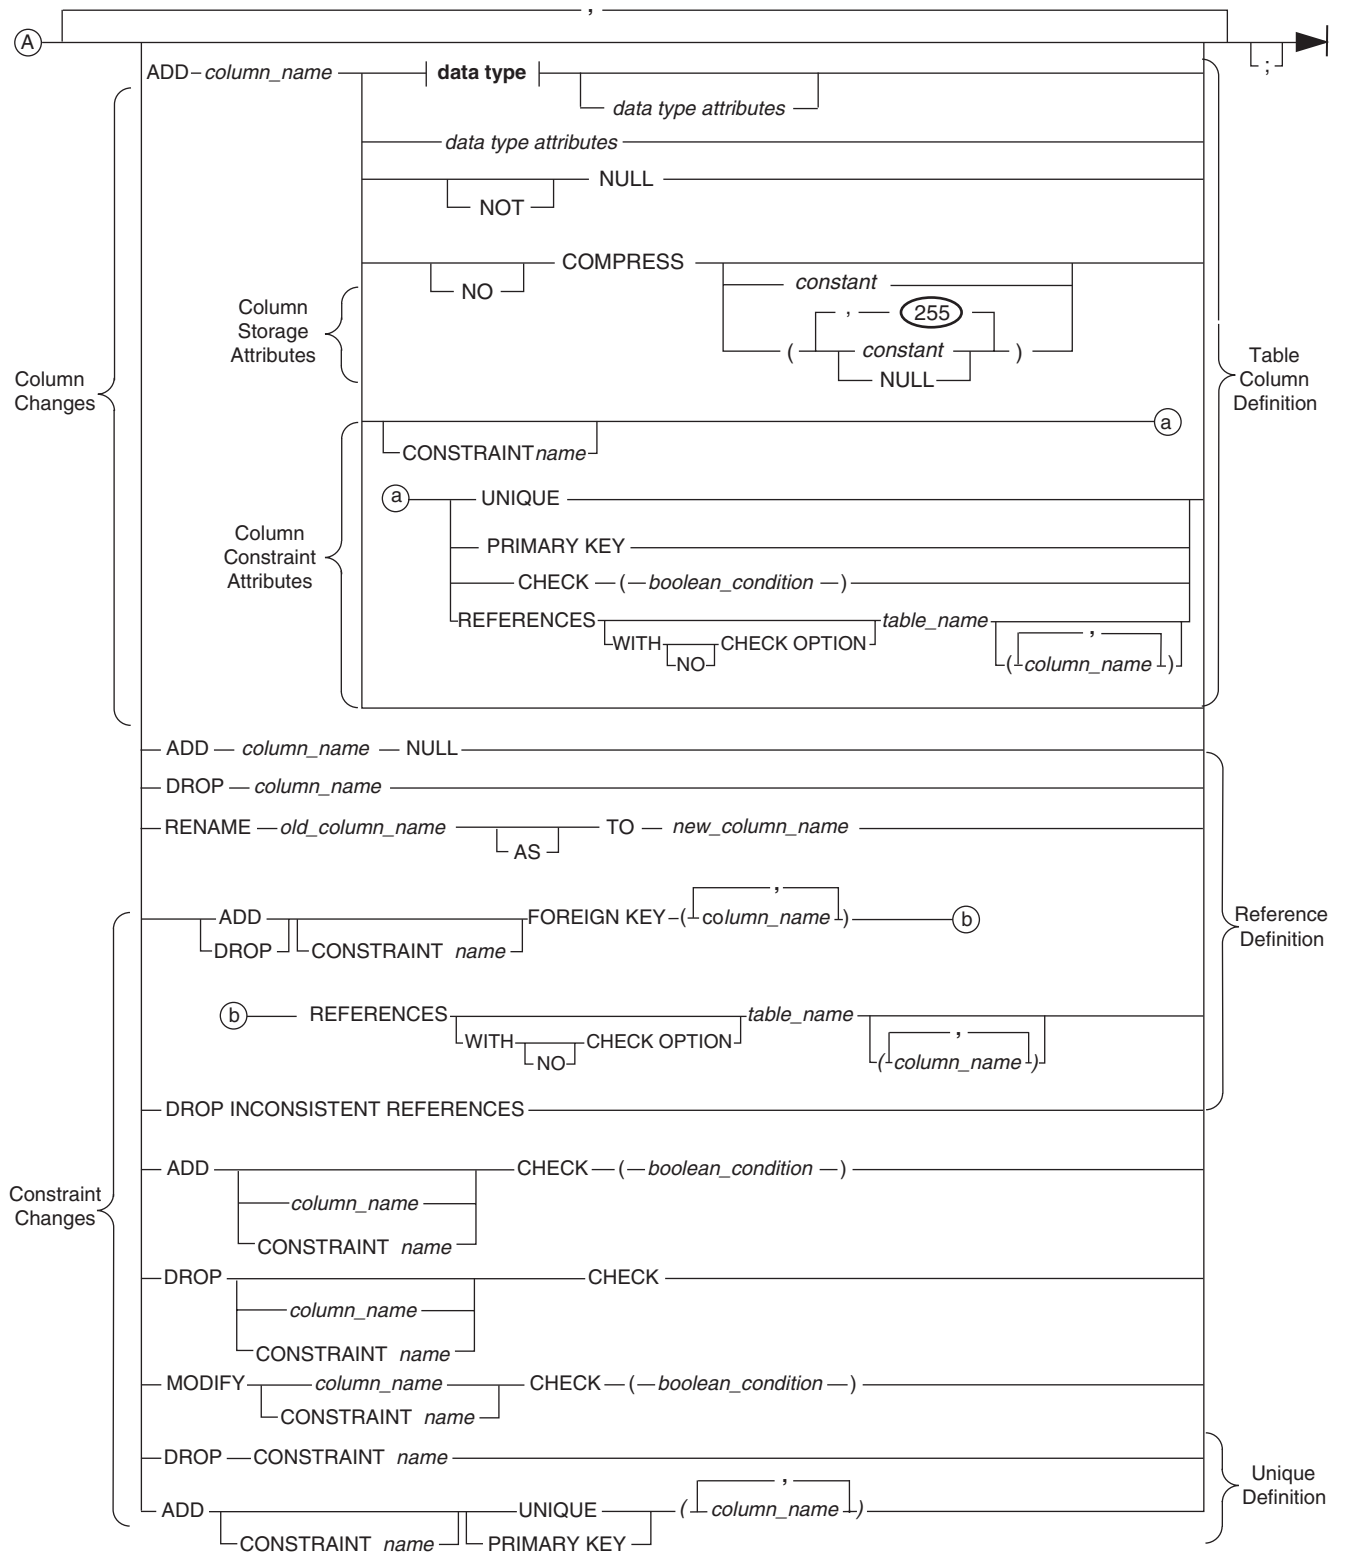 ,
A
;
ADD column_name data type
data type attributes
data type attributes
NULL
NOT
COMPRESS
NO
constant
, 255
( constant )
NULL
Column
Storage
Attributes
Column
Changes
Table
Column
Definition
a
CONSTRAINT name
a UNIQUE
PRIMARY KEY
CHECK ( boolean_condition )
REFERENCES table_name
WITH CHECK OPTION
NO
,
( column_name )
Column
Constraint
Attributes
ADD column_name NULL
DROP column_name
RENAME old_column_name TO new_column_name
AS
,
ADD FOREIGN KEY ( column_name ) b
DROP CONSTRAINT name
Reference
Definition
b REFERENCES table_name
WITH CHECK OPTION
NO
,
( column_name )
DROP INCONSISTENT REFERENCES
ADD CHECK ( boolean_condition )
column_name
CONSTRAINT name
Constraint
Changes
DROP CHECK
column_name
CONSTRAINT name
MODIFY column_name CHECK ( boolean_condition )
CONSTRAINT name
DROP CONSTRAINT name
,
ADD UNIQUE ( column_name )
CONSTRAINT name PRIMARY KEY
Unique
Definition